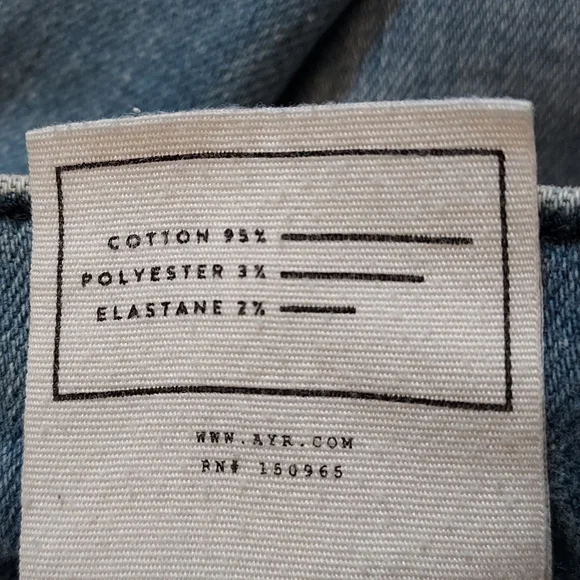 COTTON 95%
POLYESTER 3%
ELASTANE 2%
WWW.AYR.COM
RN# 150965